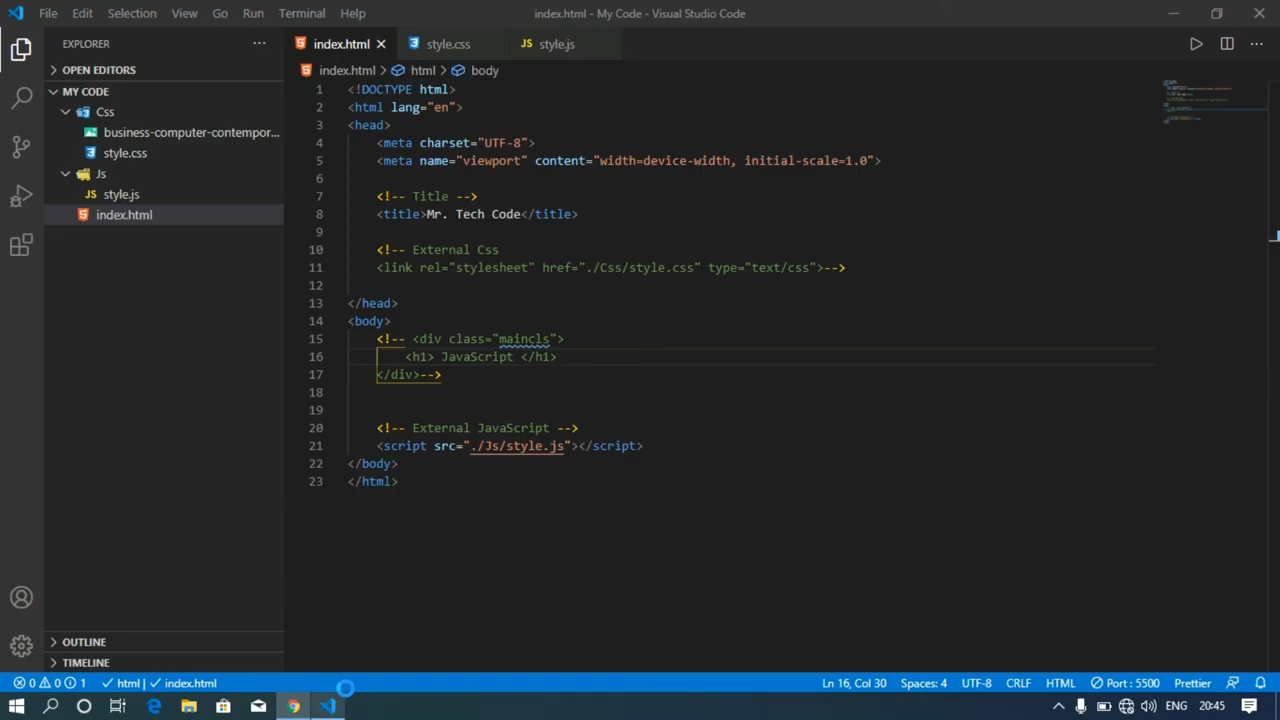 File Edit Selection View Go Run Terminal Help index.html - My Code - Visual Studio Code
EXPLORER
OPEN EDITORS
MY CODE
Css
business-computer-contempor...
style.css
Js
JS style.js
index.html
OUTLINE
TIMELINE
index.html style.css JS style.js
index.html > html > body
1 <!DOCTYPE html>
2 <html lang="en">
3 <head>
4 <meta charset="UTF-8">
5 <meta name="viewport" content="width=device-width, initial-scale=1.0">
6
7 <!-- Title -->
8 <title>Mr. Tech Code</title>
9
10 <!-- External Css
11 <link rel="stylesheet" href="./Css/style.css" type="text/css">-->
12
13 </head>
14 <body>
15 <!-- <div class="maincls">
16 <h1> JavaScript </h1>
17 </div>-->
18
19
20 <!-- External JavaScript -->
21 <script src="./Js/style.js"></script>
22 </body>
23 </html>
0 0 1 html | index.html Ln 16, Col 30 Spaces: 4 UTF-8 CRLF HTML Port : 5500 Prettier
ENG 20:45